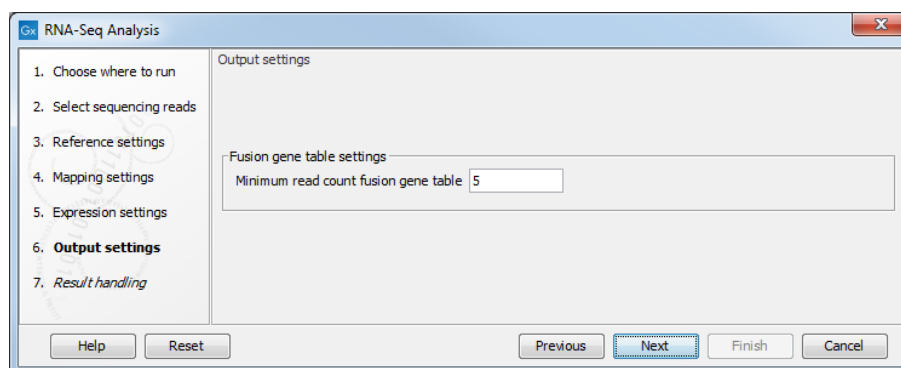 Gx RNA-Seq Analysis
1. Choose where to run
2. Select sequencing reads
3. Reference settings
4. Mapping settings
5. Expression settings
6. Output settings
7. Result handling
Output settings
Fusion gene table settings
Minimum read count fusion gene table 5
Help Reset Previous Next Finish Cancel